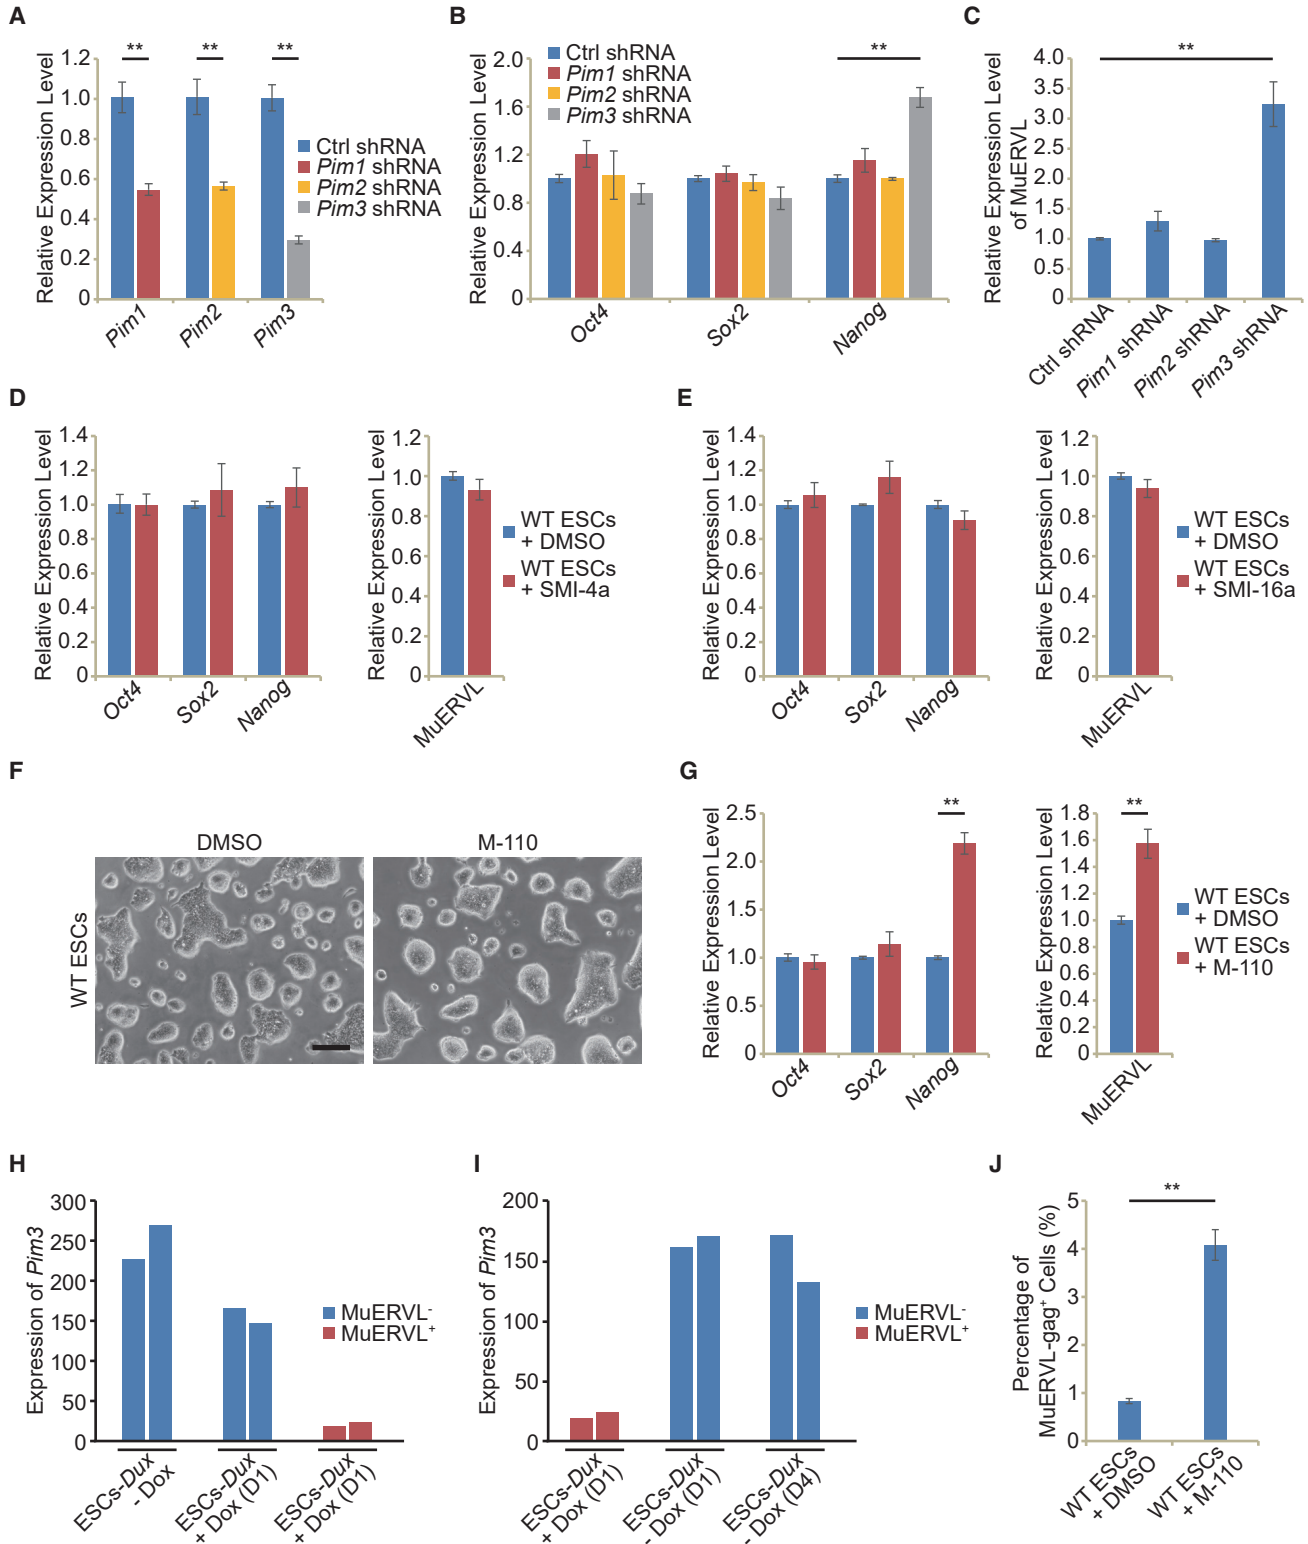 A
Relative Expression Level
1.2
1.0
0.8
0.6
0.4
0.2
0
**
**
**
Pim1
Pim2
Pim3
Ctrl shRNA
Pim1 shRNA
Pim2 shRNA
Pim3 shRNA
B
Relative Expression Level
2.0
1.6
1.2
0.8
0.4
0
Ctrl shRNA
Pim1 shRNA
Pim2 shRNA
Pim3 shRNA
**
Oct4
Sox2
Nanog
C
Relative Expression Level
of MuERVL
4.0
3.5
3.0
2.5
2.0
1.5
1.0
0.5
0
**
Ctrl shRNA
Pim1 shRNA
Pim2 shRNA
Pim3 shRNA
D
Relative Expression Level
1.4
1.2
1.0
0.8
0.6
0.4
0.2
0
Oct4
Sox2
Nanog
Relative Expression Level
1.2
1.0
0.8
0.6
0.4
0.2
0
MuERVL
WT ESCs
+ DMSO
WT ESCs
+ SMI-4a
E
Relative Expression Level
1.4
1.2
1.0
0.8
0.6
0.4
0.2
0
Oct4
Sox2
Nanog
Relative Expression Level
1.2
1.0
0.8
0.6
0.4
0.2
0
MuERVL
WT ESCs
+ DMSO
WT ESCs
+ SMI-16a
F
DMSO
M-110
WT ESCs
G
Relative Expression Level
2.5
2.0
1.5
1.0
0.5
0
**
Oct4
Sox2
Nanog
Relative Expression Level
1.8
1.6
1.4
1.2
1.0
0.8
0.6
0.4
0.2
0
**
MuERVL
WT ESCs
+ DMSO
WT ESCs
+ M-110
H
Expression of Pim3
300
250
200
150
100
50
0
MuERVL-
MuERVL+
ESCs-Dux
- Dox
ESCs-Dux
+ Dox (D1)
ESCs-Dux
+ Dox (D1)
I
Expression of Pim3
200
150
100
50
0
MuERVL-
MuERVL+
ESCs-Dux
+ Dox (D1)
ESCs-Dux
- Dox (D1)
ESCs-Dux
- Dox (D4)
J
Percentage of
MuERVL-gag+ Cells (%)
5
4
3
2
1
0
**
WT ESCs
+ DMSO
WT ESCs
+ M-110